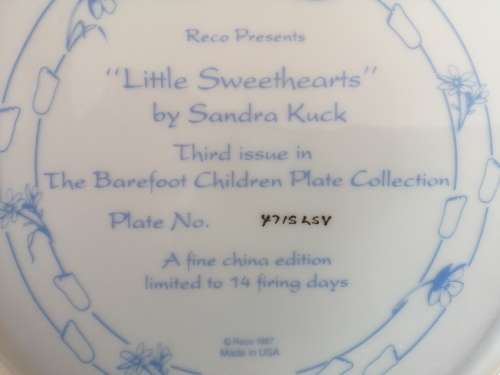 Reco Presents
"Little Sweethearts"
by Sandra Kuck
Third issue in
The Barefoot Children Plate Collection
Plate No.
A fine china edition
limited to 14 firing days
© Reco 1987
Made in USA